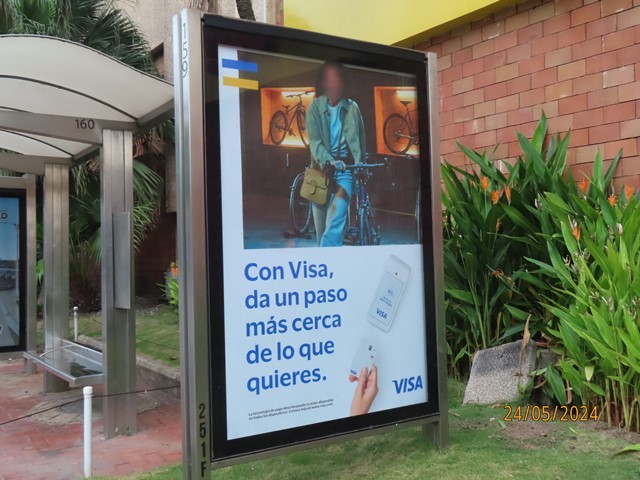 159
160
Con Visa,
da un paso
más cerca
de lo que
quieres.
VISA
VISA
251F
24/05/2024